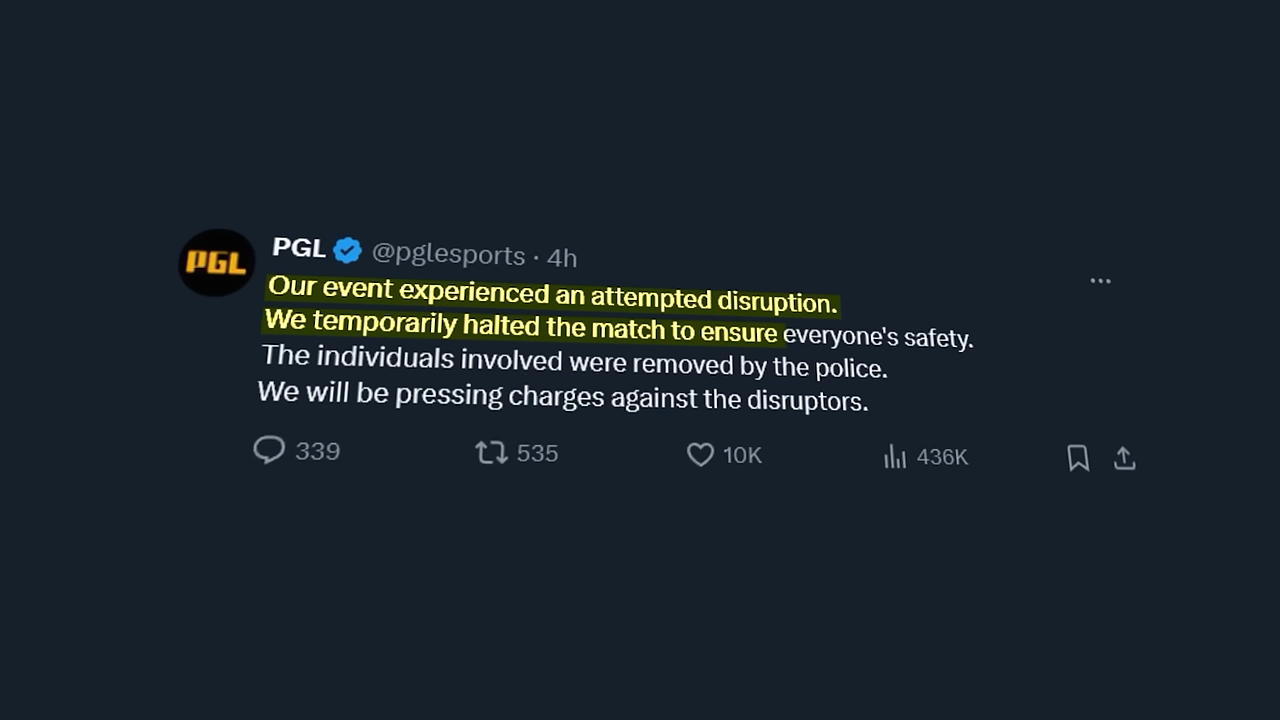 PGL
PGL @pglesports · 4h
Our event experienced an attempted disruption.
We temporarily halted the match to ensure everyone's safety.
The individuals involved were removed by the police.
We will be pressing charges against the disruptors.
339 535 10K 436K